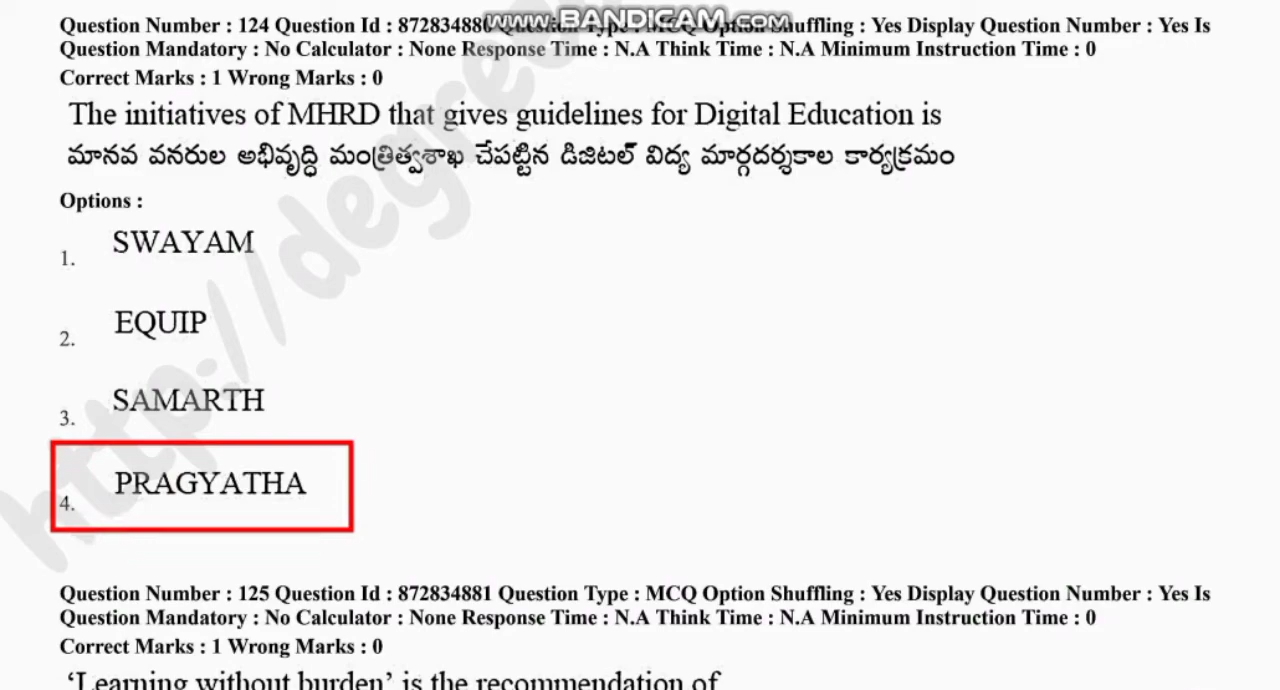 Question Number : 124 Question Id : 872834880 Question Type : MCQ Option Shuffling : Yes Display Question Number : Yes Is
www.BANDICAM.com
Question Mandatory : No Calculator : None Response Time : N.A Think Time : N.A Minimum Instruction Time : 0
Correct Marks : 1 Wrong Marks : 0
The initiatives of MHRD that gives guidelines for Digital Education is
మానవ వనరుల అభివృద్ధి మంత్రిత్వశాఖ చేపట్టిన డిజిటల్ విద్య మార్గదర్శకాల కార్యక్రమం
Options :
1. SWAYAM
2. EQUIP
3. SAMARTH
4. PRAGYATHA
http://degree
Question Number : 125 Question Id : 872834881 Question Type : MCQ Option Shuffling : Yes Display Question Number : Yes Is
Question Mandatory : No Calculator : None Response Time : N.A Think Time : N.A Minimum Instruction Time : 0
Correct Marks : 1 Wrong Marks : 0
‘Learning without burden’ is the recommendation of